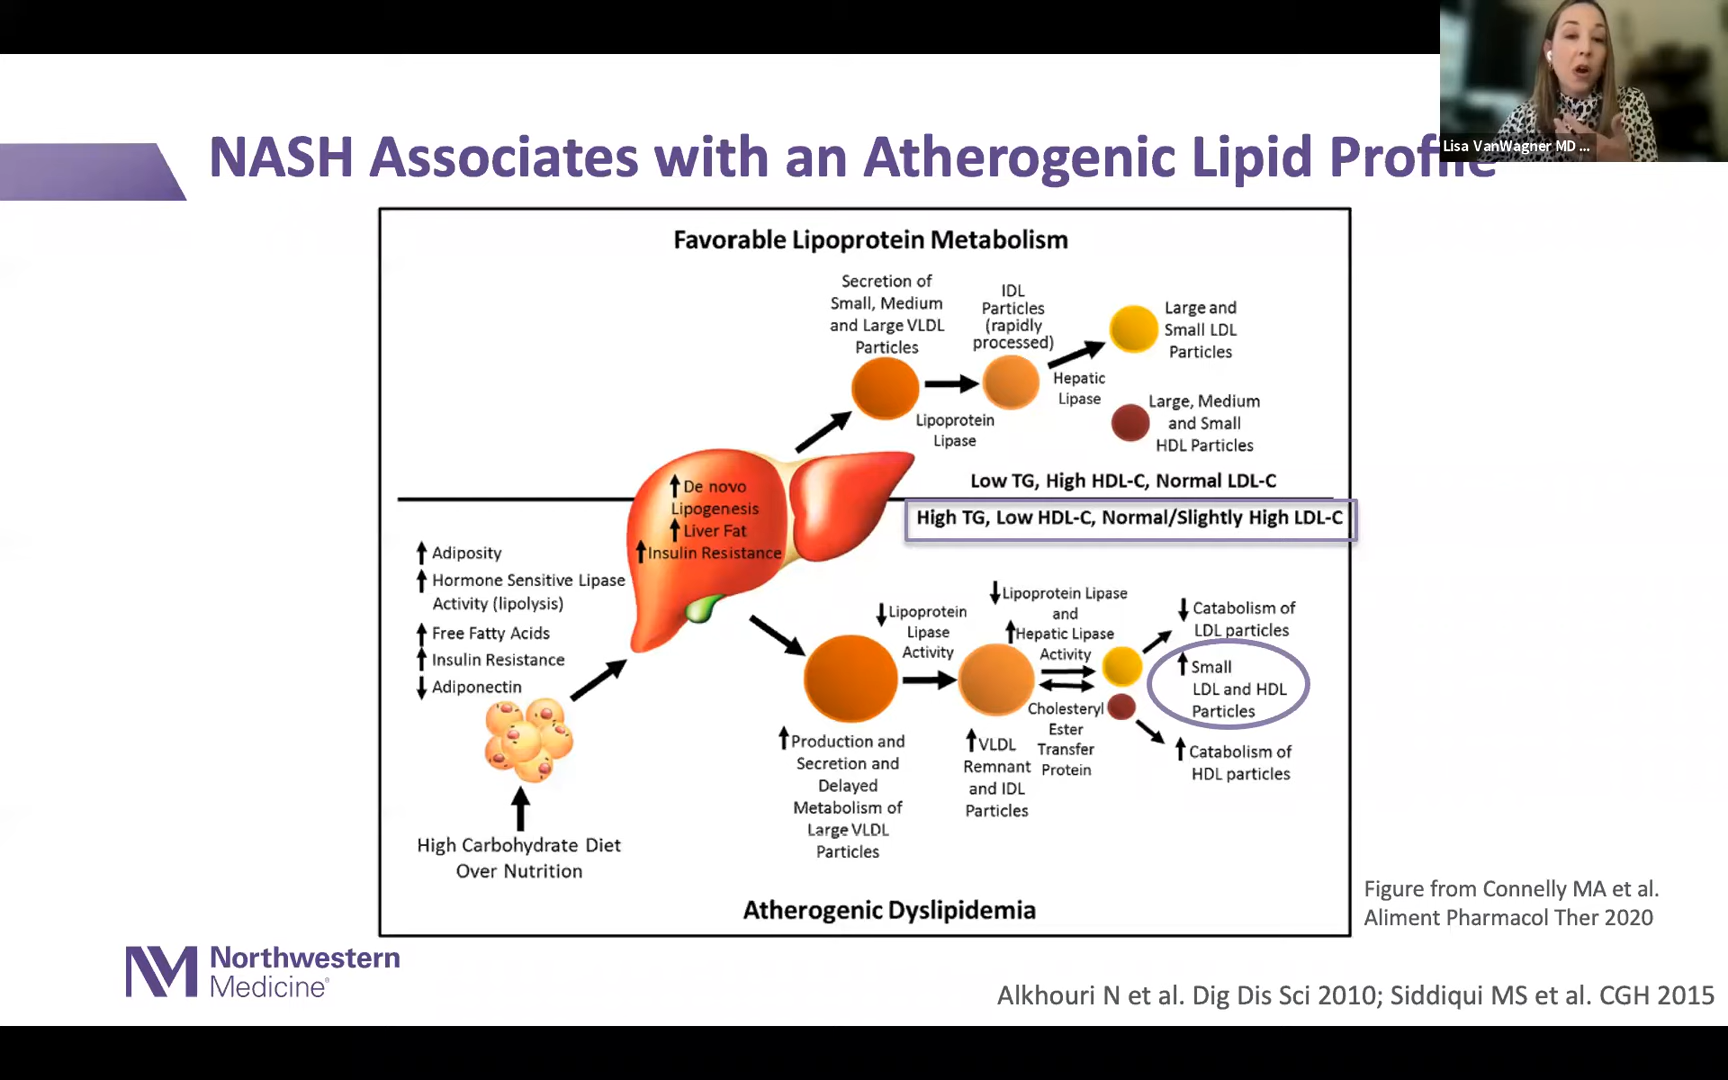 NASH Associates with an Atherogenic Lipid Profile
Lisa VanWagner MD ...
Favorable Lipoprotein Metabolism
Secretion of
Small, Medium
and Large VLDL
Particles
IDL
Particles
(rapidly
processed)
Large and
Small LDL
Particles
Hepatic
Lipase
Lipoprotein
Lipase
Large, Medium
and Small
HDL Particles
Low TG, High HDL-C, Normal LDL-C
High TG, Low HDL-C, Normal/Slightly High LDL-C
↑ De novo
Lipogenesis
↑ Liver Fat
↑ Insulin Resistance
↑ Adiposity
↑ Hormone Sensitive Lipase
Activity (lipolysis)
↑ Free Fatty Acids
↑ Insulin Resistance
↓ Adiponectin
High Carbohydrate Diet
Over Nutrition
↓ Lipoprotein
Lipase
Activity
↓ Lipoprotein Lipase
and
↑ Hepatic Lipase
Activity
↓ Catabolism of
LDL particles
↑ Small
LDL and HDL
Particles
Cholesteryl
Ester
Transfer
Protein
↑ Catabolism of
HDL particles
↑ Production and
Secretion and
Delayed
Metabolism of
Large VLDL
Particles
↑ VLDL
Remnant
and IDL
Particles
Atherogenic Dyslipidemia
Figure from Connelly MA et al.
Aliment Pharmacol Ther 2020
NM Northwestern
Medicine®
Alkhouri N et al. Dig Dis Sci 2010; Siddiqui MS et al. CGH 2015